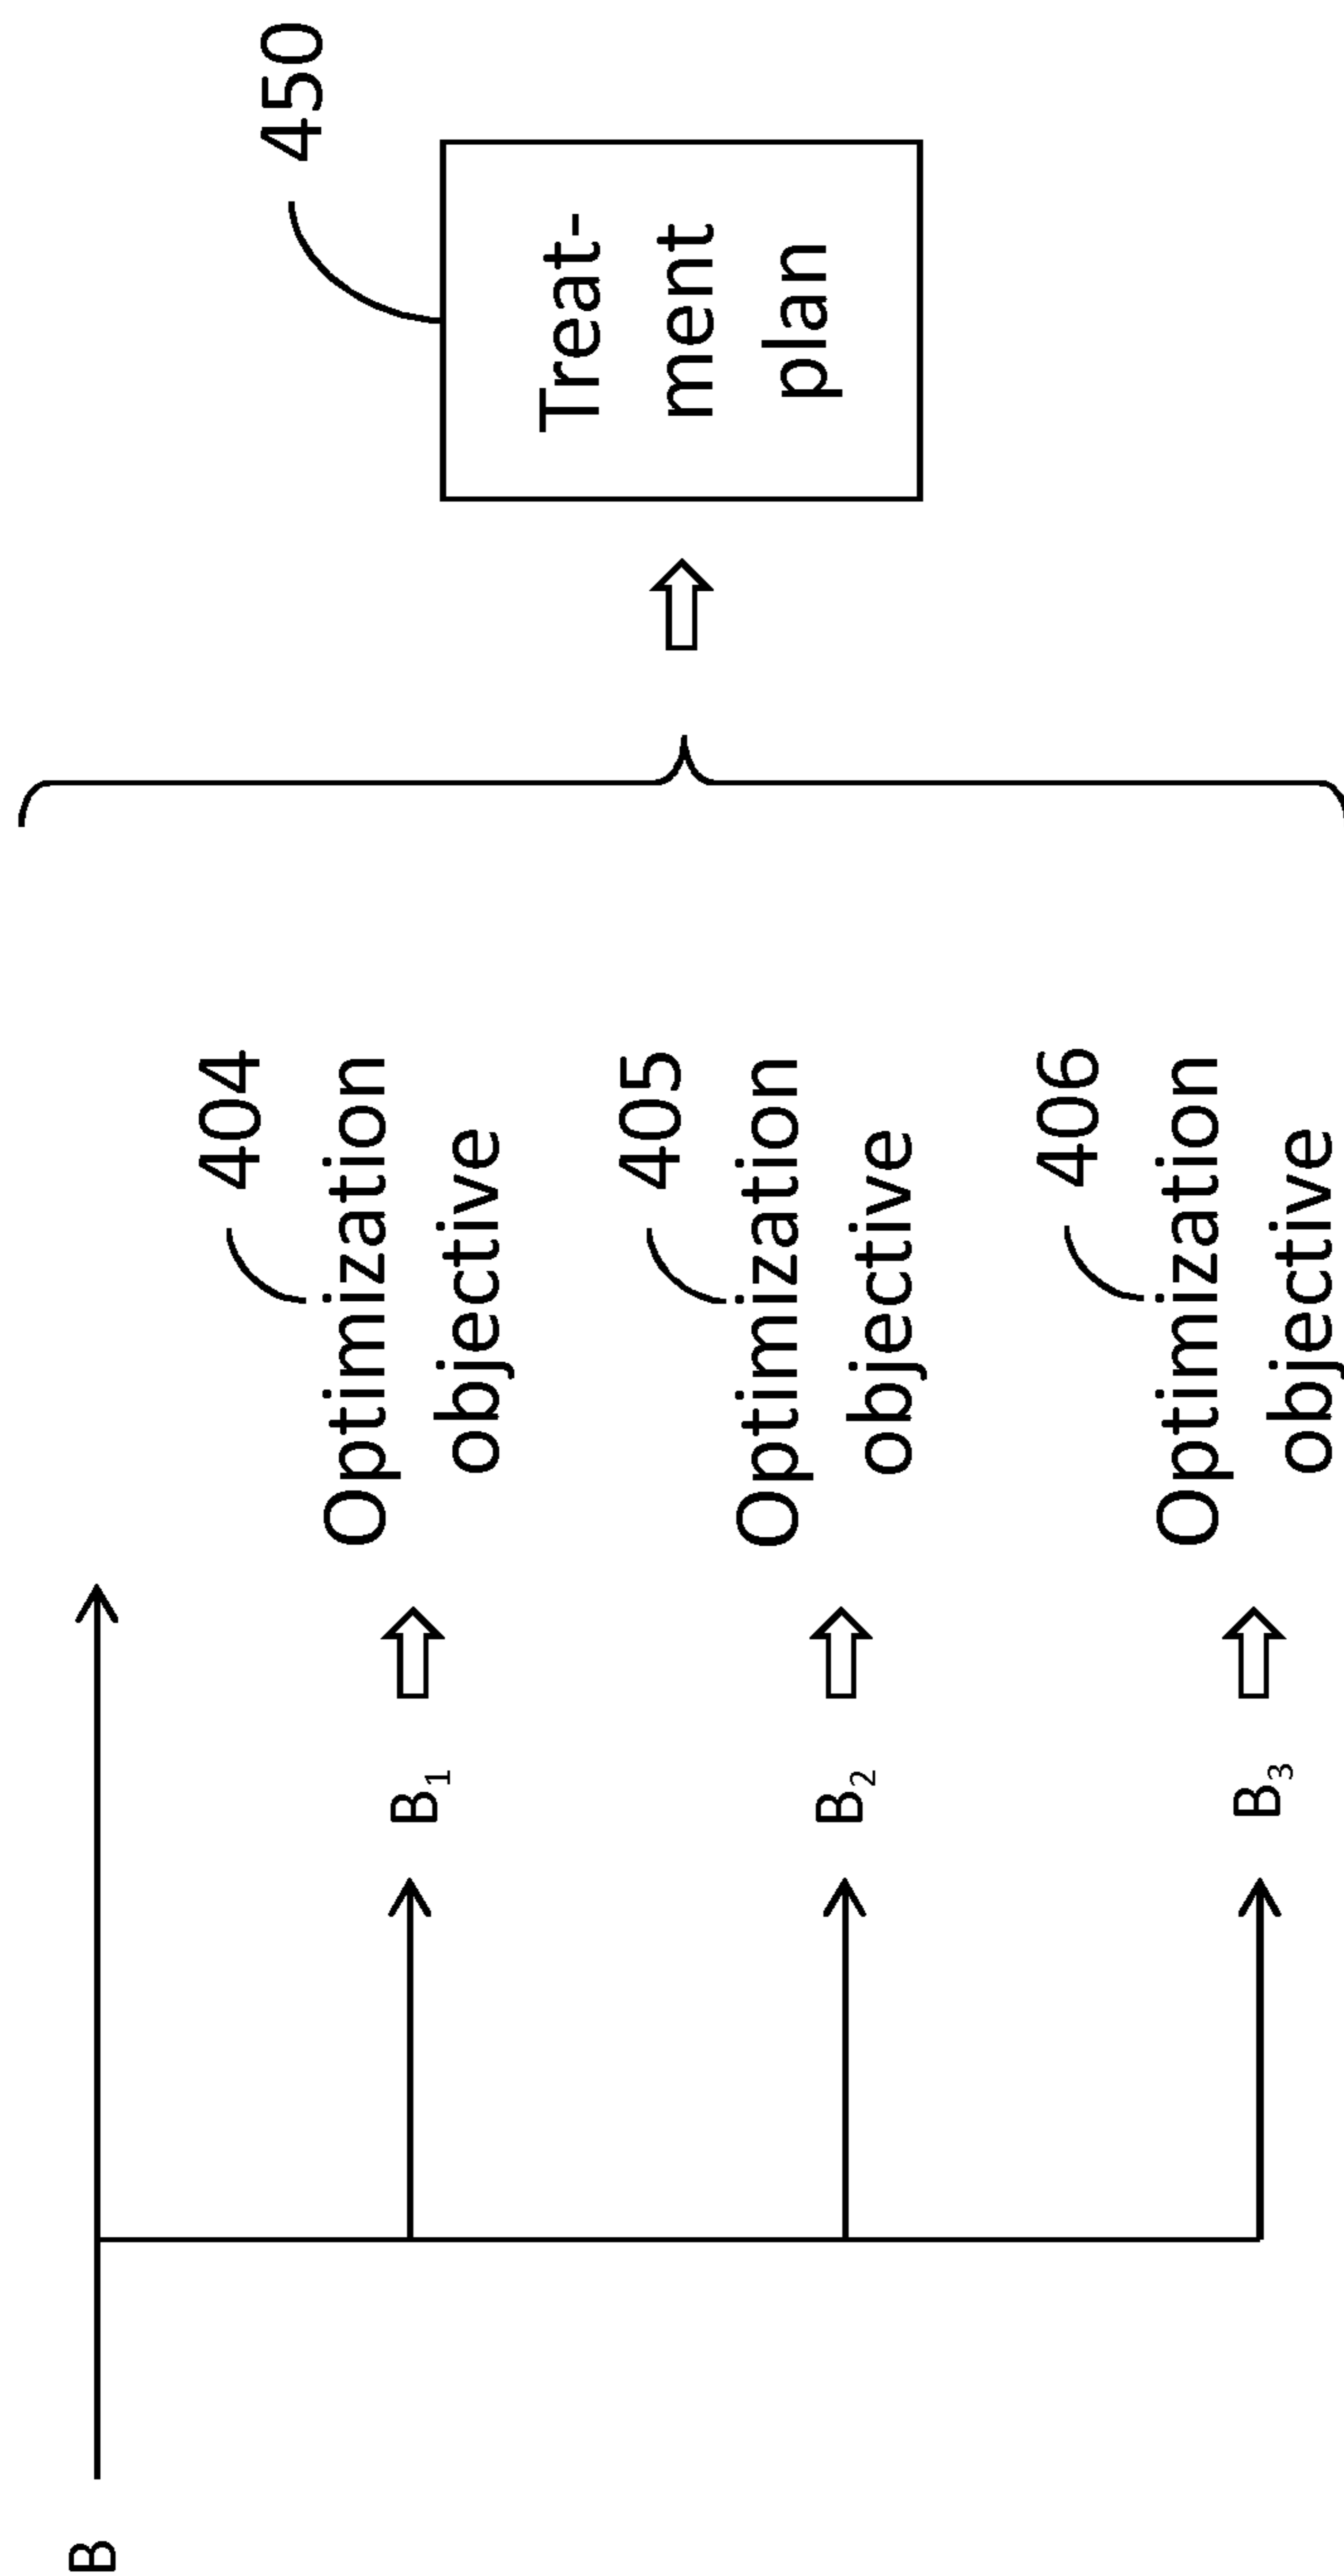 B
B1
404
Optimization
objective
B2
405
Optimization
objective
B3
406
Optimization
objective
450
Treat-
ment
plan